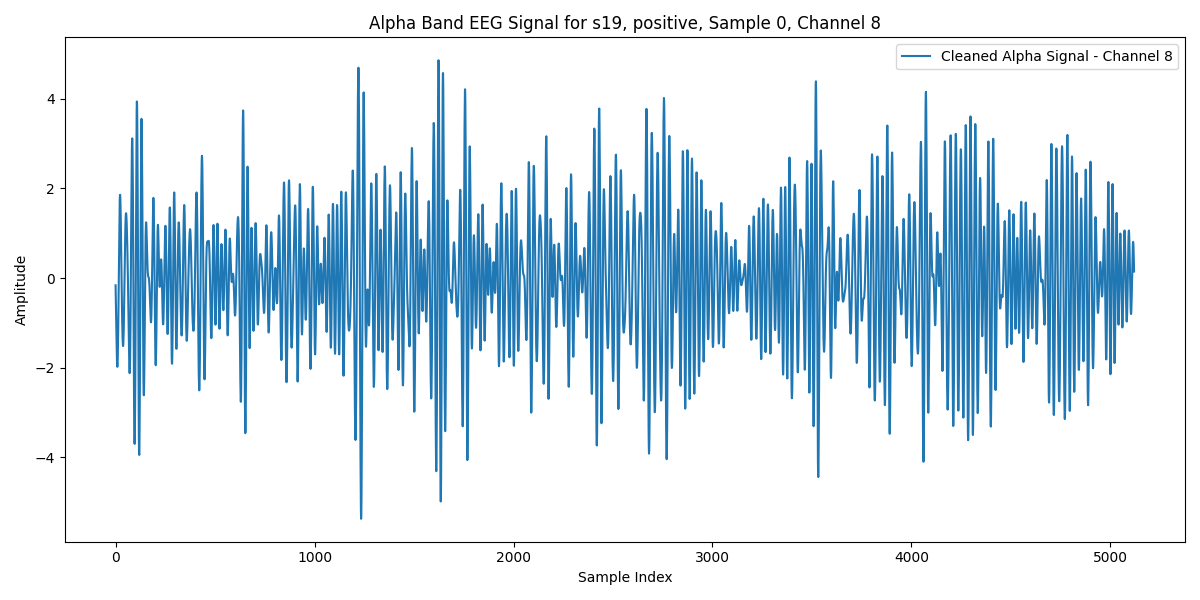 Alpha Band EEG Signal for s19, positive, Sample 0, Channel 8
Cleaned Alpha Signal - Channel 8
Amplitude
4
2
0
−2
−4
0 1000 2000 3000 4000 5000
Sample Index